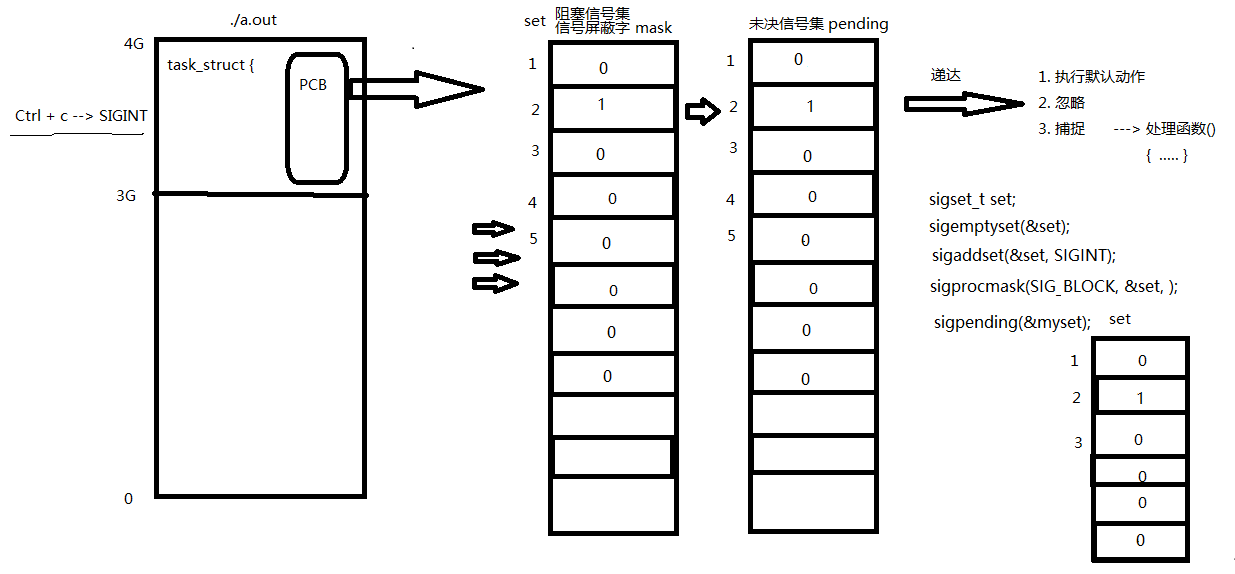 ./a.out
4G
task_struct {
PCB
Ctrl + c --> SIGINT
3G
0
set
阻塞信号集
信号屏蔽字 mask
1 0
2 1
3 0
4 0
5 0
0
0
0
未决信号集 pending
1 0
2 1
3 0
4 0
5 0
0
0
0
递达
1. 执行默认动作
2. 忽略
3. 捕捉 ---> 处理函数()
{ ..... }
sigset_t set;
sigemptyset(&set);
sigaddset(&set, SIGINT);
sigprocmask(SIG_BLOCK, &set, );
sigpending(&myset);
set
1 0
2 1
3 0
0
0
0